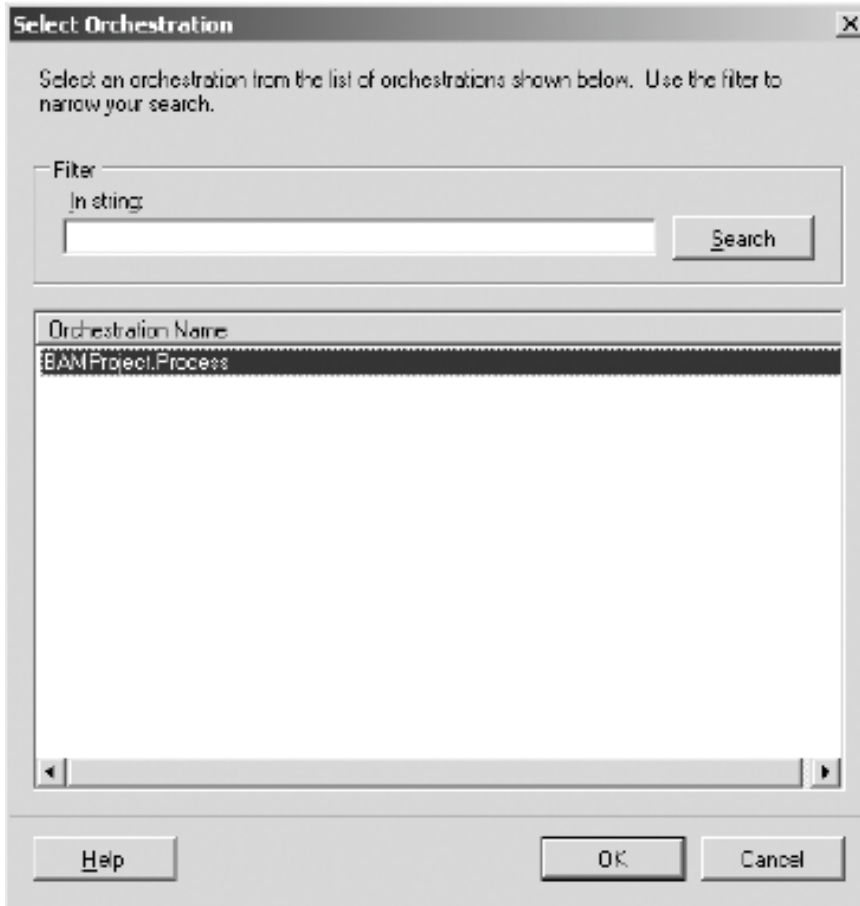 Select Orchestration
Select an orchestration from the list of orchestrations shown below.  Use the filter to
narrow your search.
Filter
In string:
Search
Orchestration Name
BAMProject.Process
Help
OK
Cancel